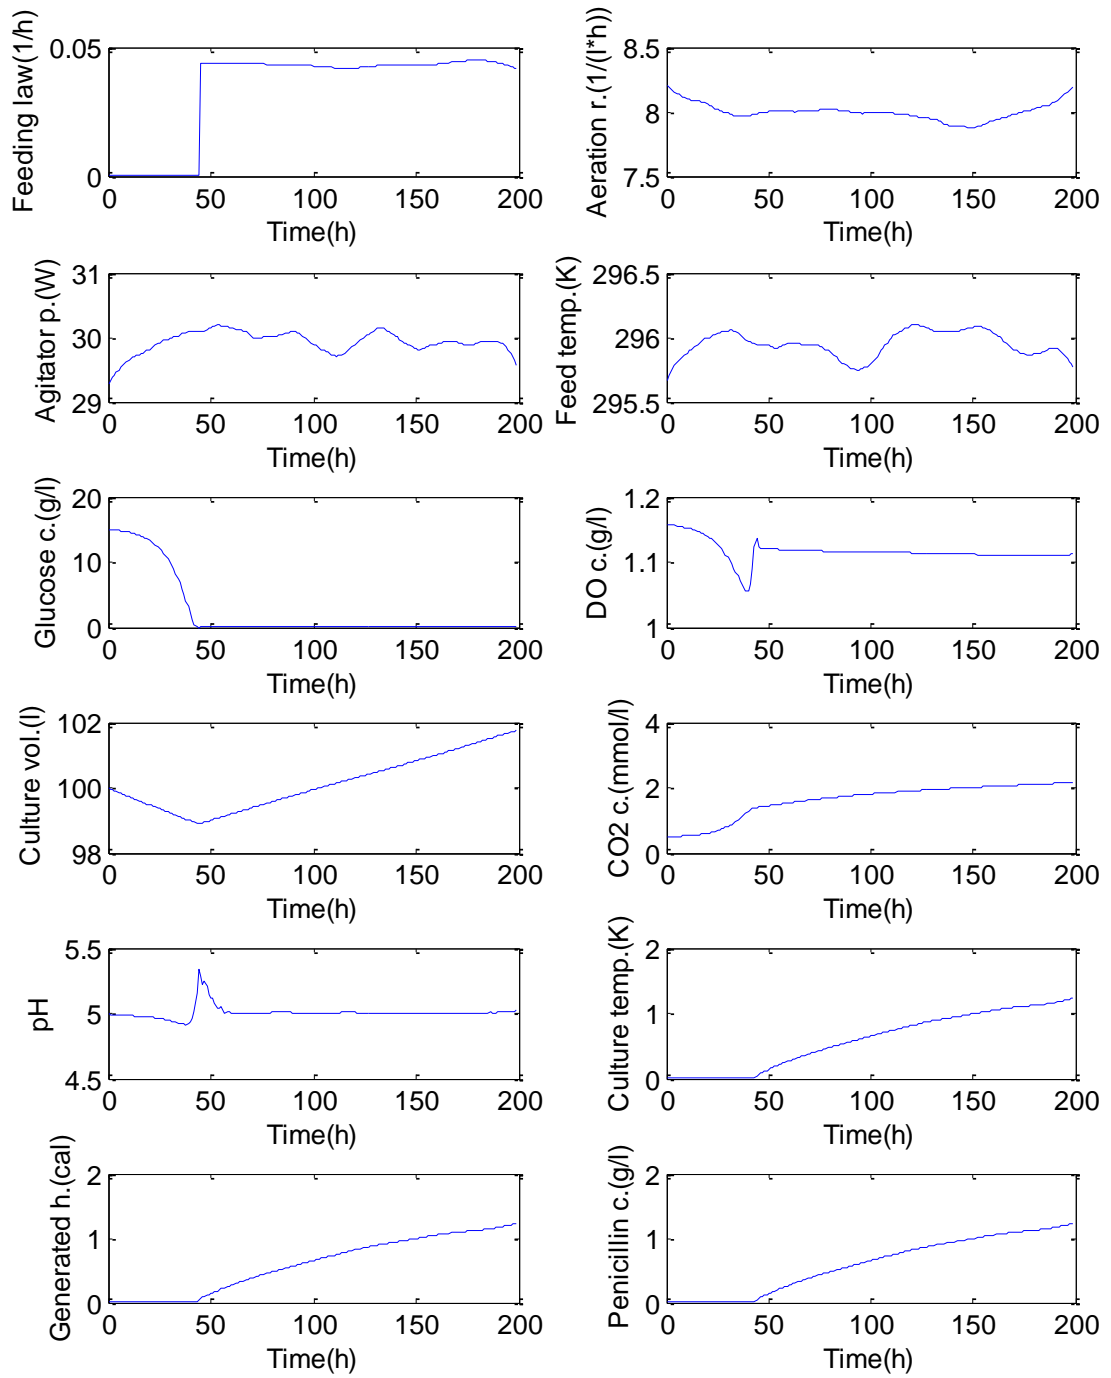 Feeding law(1/h)
0.05
0
0 50 100 150 200
Time(h)
Aeration r.(1/(l*h))
8.5
8
7.5
0 50 100 150 200
Time(h)
Agitator p.(W)
31
30
29
0 50 100 150 200
Time(h)
Feed temp.(K)
296.5
296
295.5
0 50 100 150 200
Time(h)
Glucose c.(g/l)
20
10
0
0 50 100 150 200
Time(h)
DO c.(g/l)
1.2
1.1
1
0 50 100 150 200
Time(h)
Culture vol.(l)
102
100
98
0 50 100 150 200
Time(h)
CO2 c.(mmol/l)
4
2
0
0 50 100 150 200
Time(h)
pH
5.5
5
4.5
0 50 100 150 200
Time(h)
Culture temp.(K)
2
1
0
0 50 100 150 200
Time(h)
Generated h.(cal)
2
1
0
0 50 100 150 200
Time(h)
Penicillin c.(g/l)
2
1
0
0 50 100 150 200
Time(h)